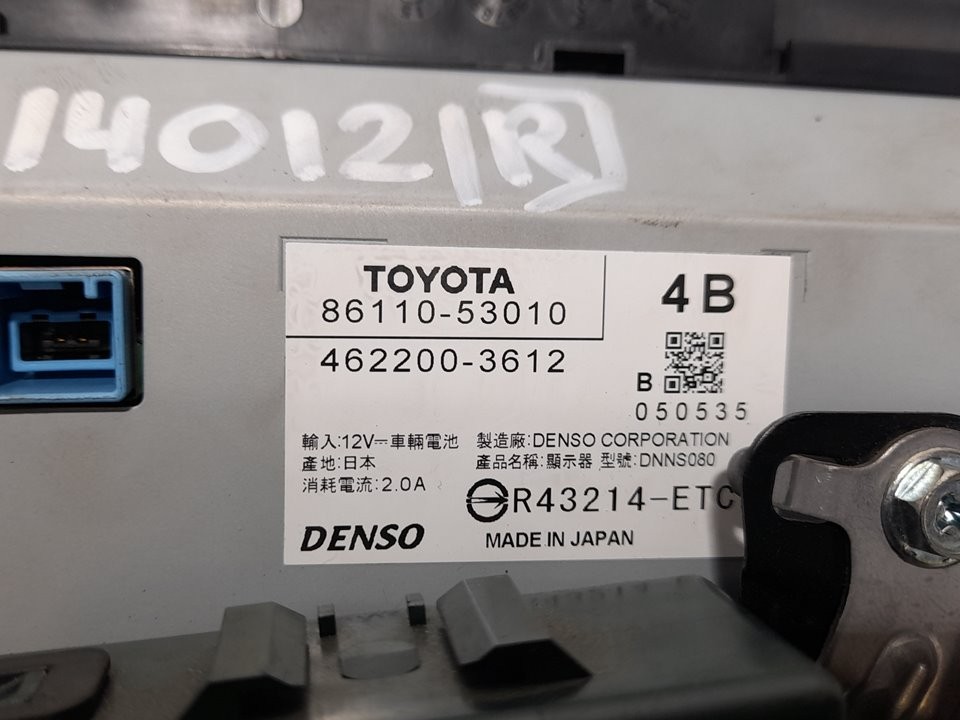 140121R
TOYOTA
86110-53010
4B
462200-3612
B
050535
輸入:12V⎓車輛電池 製造廠:DENSO CORPORATION
產地:日本 產品名稱:顯示器 型號:DNNS080
消耗電流:2.0A
R43214-ETC
DENSO
MADE IN JAPAN